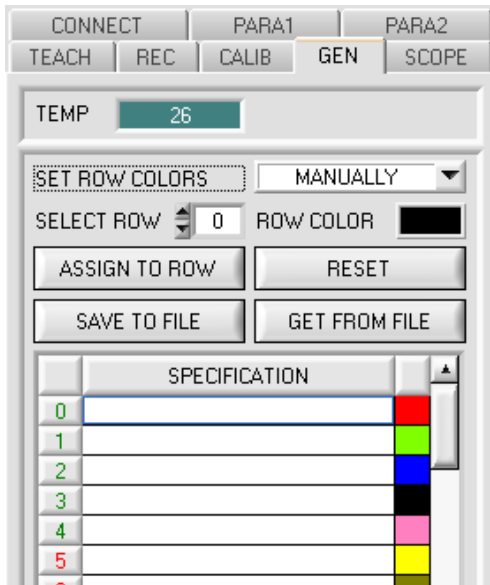 CONNECT PARA1 PARA2
TEACH REC CALIB GEN SCOPE
TEMP 26
SET ROW COLORS MANUALLY
SELECT ROW 0 ROW COLOR
ASSIGN TO ROW RESET
SAVE TO FILE GET FROM FILE
SPECIFICATION
0
1
2
3
4
5